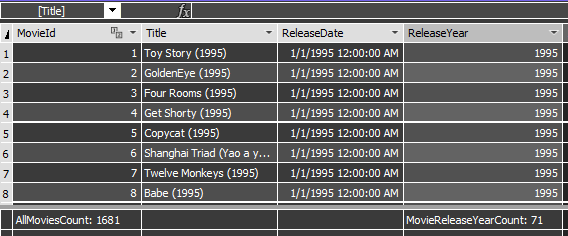 [Title] fx
MovieId Title ReleaseDate ReleaseYear
1 1 Toy Story (1995) 1/1/1995 12:00:00 AM 1995
2 2 GoldenEye (1995) 1/1/1995 12:00:00 AM 1995
3 3 Four Rooms (1995) 1/1/1995 12:00:00 AM 1995
4 4 Get Shorty (1995) 1/1/1995 12:00:00 AM 1995
5 5 Copycat (1995) 1/1/1995 12:00:00 AM 1995
6 6 Shanghai Triad (Yao a y... 1/1/1995 12:00:00 AM 1995
7 7 Twelve Monkeys (1995) 1/1/1995 12:00:00 AM 1995
8 8 Babe (1995) 1/1/1995 12:00:00 AM 1995
AllMoviesCount: 1681 MovieReleaseYearCount: 71